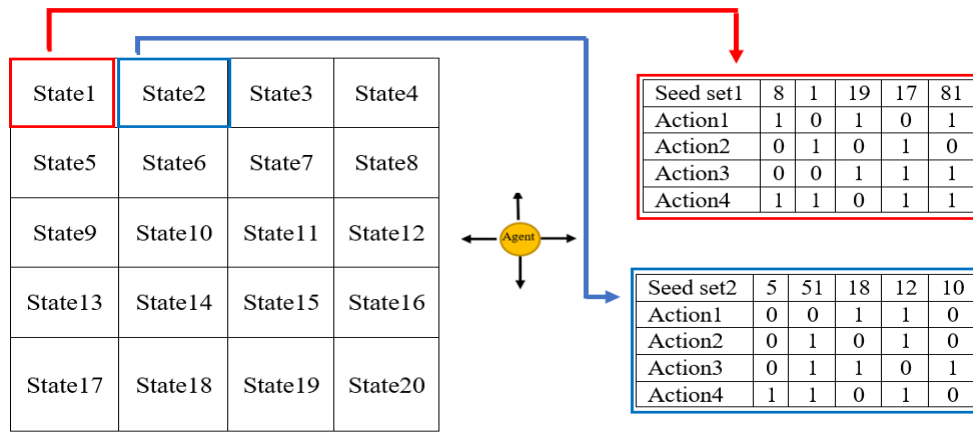 State1 State2 State3 State4
State5 State6 State7 State8
State9 State10 State11 State12
State13 State14 State15 State16
State17 State18 State19 State20
Agent
Seed set1 8 1 19 17 81
Action1 1 0 1 0 1
Action2 0 1 0 1 0
Action3 0 0 1 1 1
Action4 1 1 0 1 1
Seed set2 5 51 18 12 10
Action1 0 0 1 1 0
Action2 0 1 0 1 0
Action3 0 1 1 0 1
Action4 1 1 0 1 0